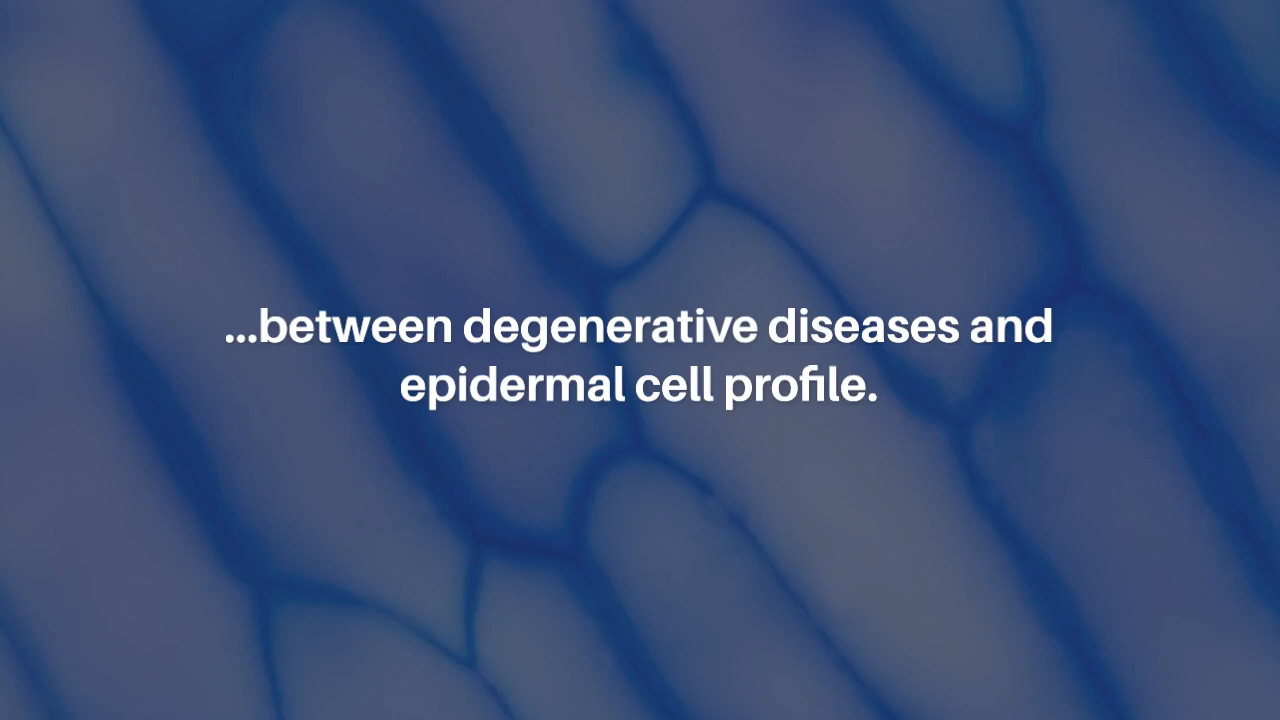 ...between degenerative diseases and
epidermal cell profile.